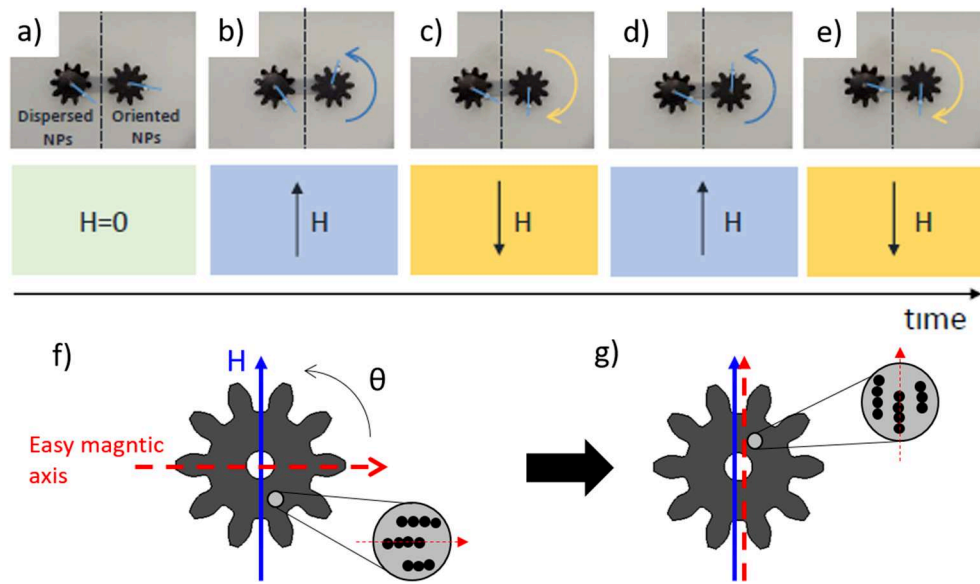 a)
b)
c)
d)
e)
Dispersed
NPs
Oriented
NPs
H=0
H
H
H
H
time
f)
H
θ
g)
Easy magntic
axis